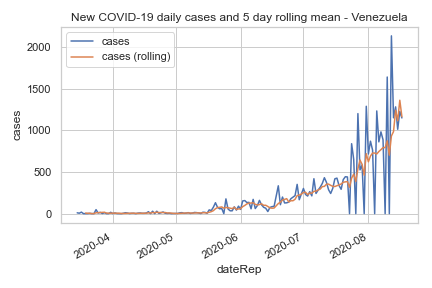 New COVID-19 daily cases and 5 day rolling mean - Venezuela
cases
cases (rolling)
2000
1500
1000
500
0
cases
2020-04
2020-05
2020-06
2020-07
2020-08
dateRep